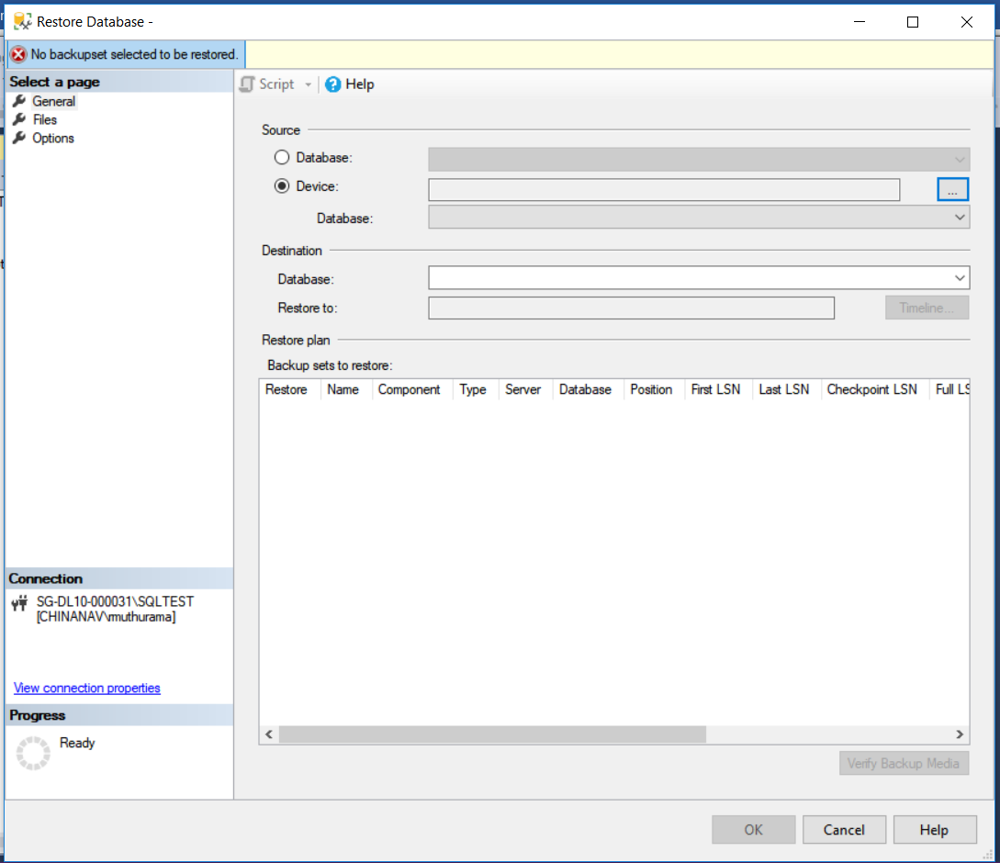 Restore Database -
No backupset selected to be restored.
Select a page
General
Files
Options
Script
Help
Source
Database:
Device:
...
Database:
Destination
Database:
Restore to:
Timeline...
Restore plan
Backup sets to restore:
Restore Name Component Type Server Database Position First LSN Last LSN Checkpoint LSN Full LS
Connection
SG-DL10-000031\SQLTEST
[CHINANAV\muthurama]
View connection properties
Progress
Ready
Verify Backup Media
OK Cancel Help